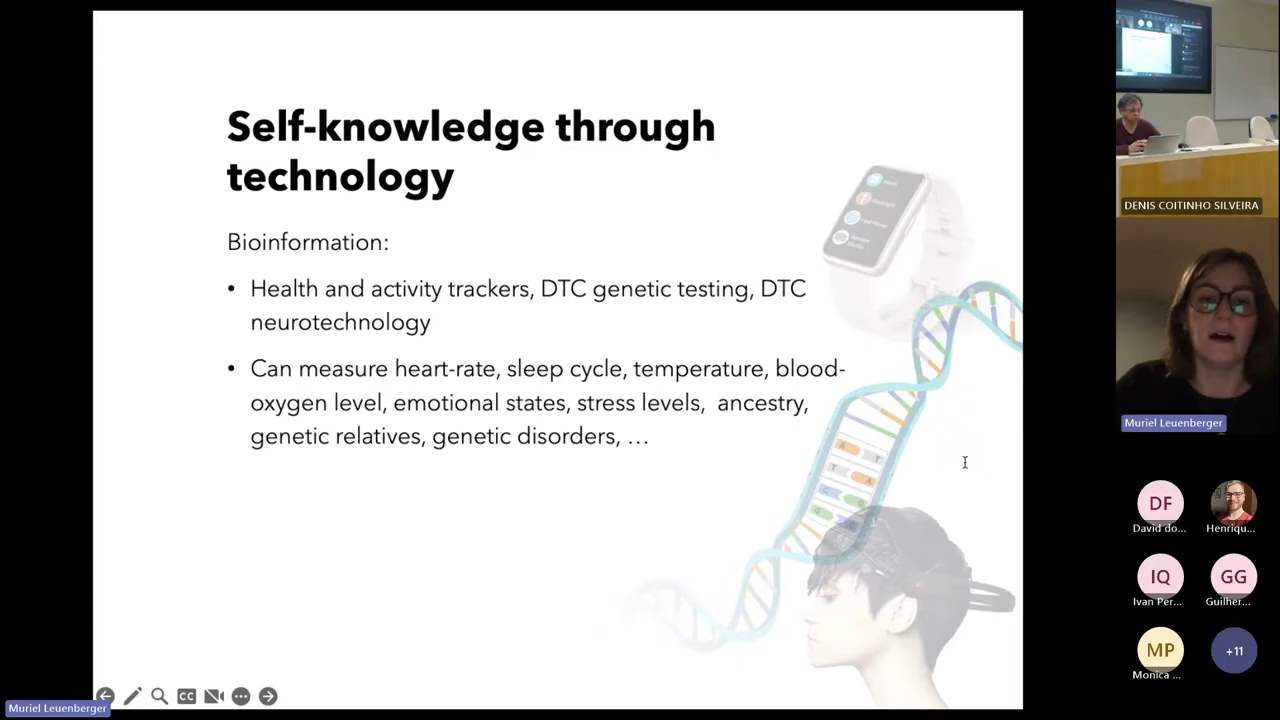 Self-knowledge through
technology
Bioinformation:
• Health and activity trackers, DTC genetic testing, DTC
neurotechnology
• Can measure heart-rate, sleep cycle, temperature, blood-
oxygen level, emotional states, stress levels,  ancestry,
genetic relatives, genetic disorders, …
A T
T A
C G
G
CC
Muriel Leuenberger
DENIS COITINHO SILVEIRA
Muriel Leuenberger
DF
David do...
Henriqu...
IQ
Ivan Per...
GG
Guilher...
MP
Monica ...
+11